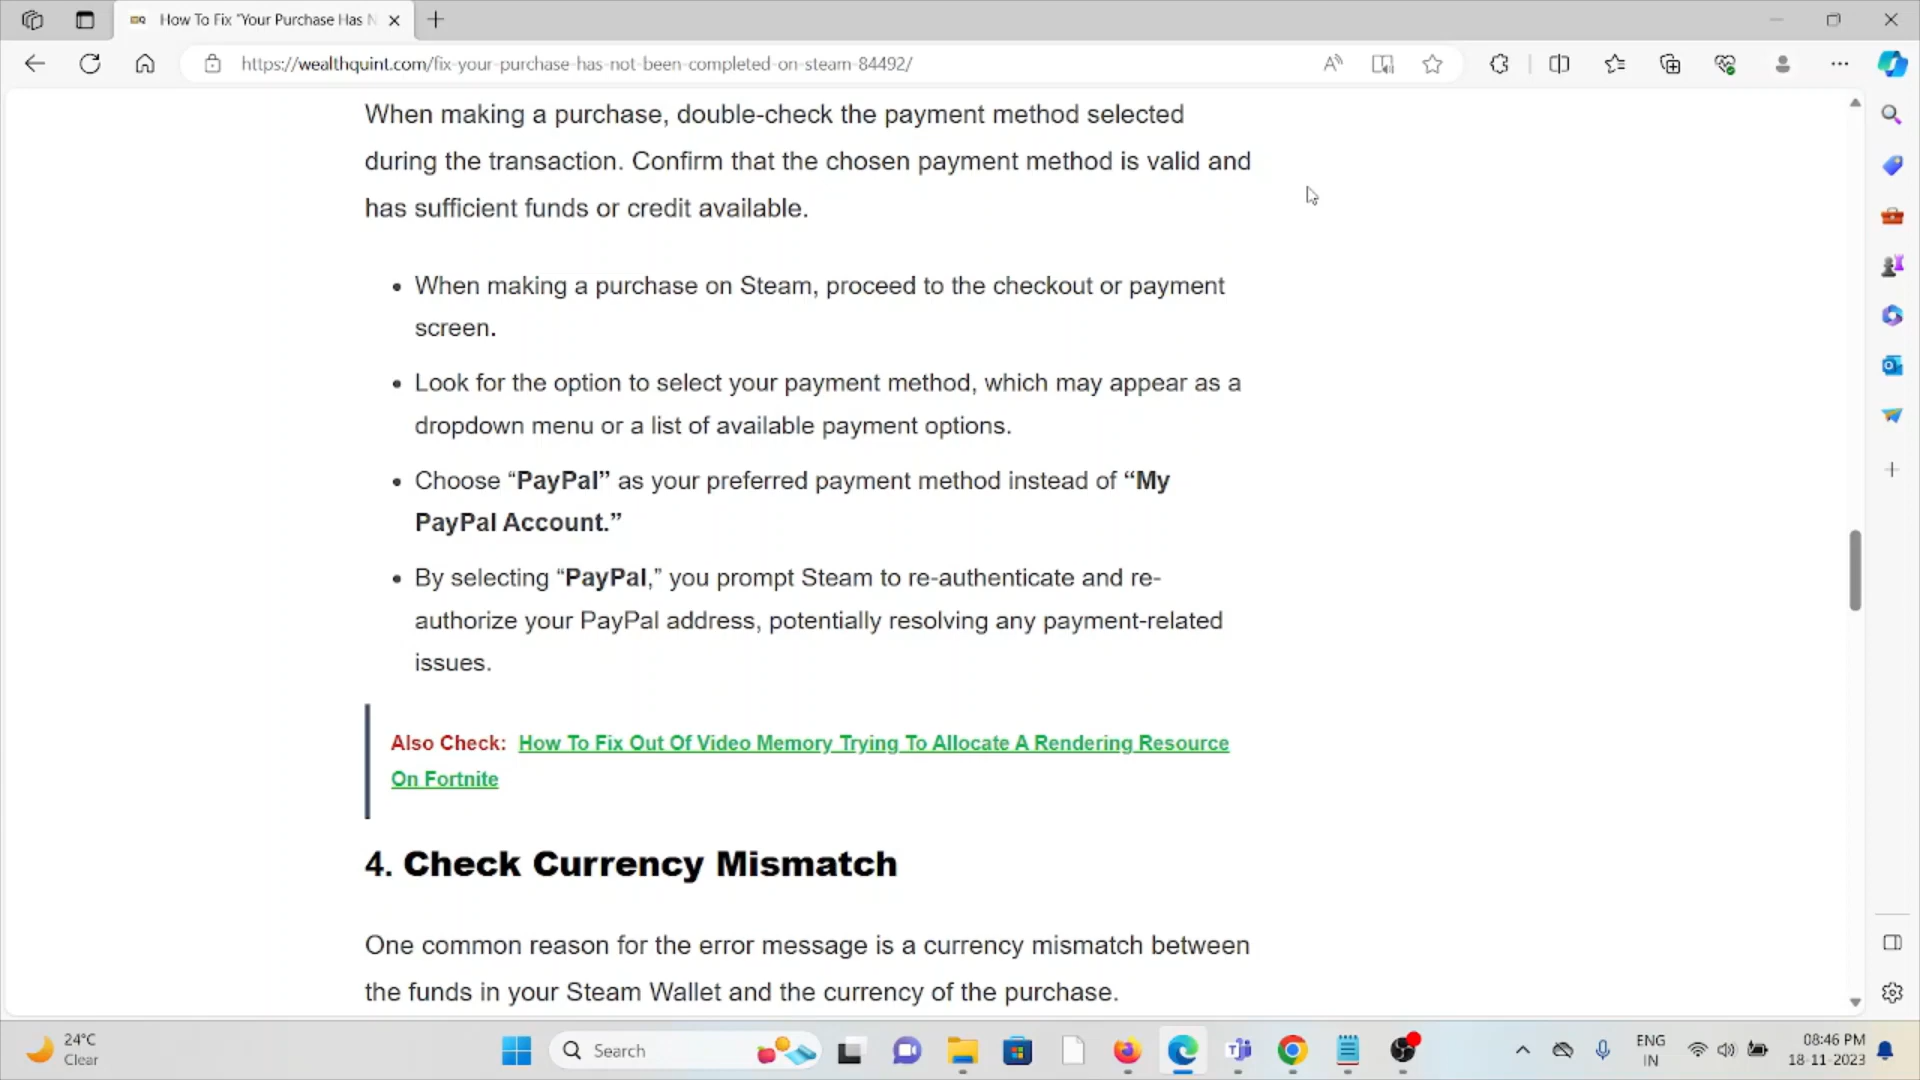 How To Fix "Your Purchase Has N
https://wealthquint.com/fix-your-purchase-has-not-been-completed-on-steam-84492/
When making a purchase, double-check the payment method selected
during the transaction. Confirm that the chosen payment method is valid and
has sufficient funds or credit available.
• When making a purchase on Steam, proceed to the checkout or payment
screen.
• Look for the option to select your payment method, which may appear as a
dropdown menu or a list of available payment options.
• Choose “PayPal” as your preferred payment method instead of “My
PayPal Account.”
• By selecting “PayPal,” you prompt Steam to re-authenticate and re-
authorize your PayPal address, potentially resolving any payment-related
issues.
Also Check: How To Fix Out Of Video Memory Trying To Allocate A Rendering Resource
On Fortnite
4. Check Currency Mismatch
One common reason for the error message is a currency mismatch between
the funds in your Steam Wallet and the currency of the purchase.
24°C
Clear
Search
ENG
IN
08:46 PM
18-11-2023